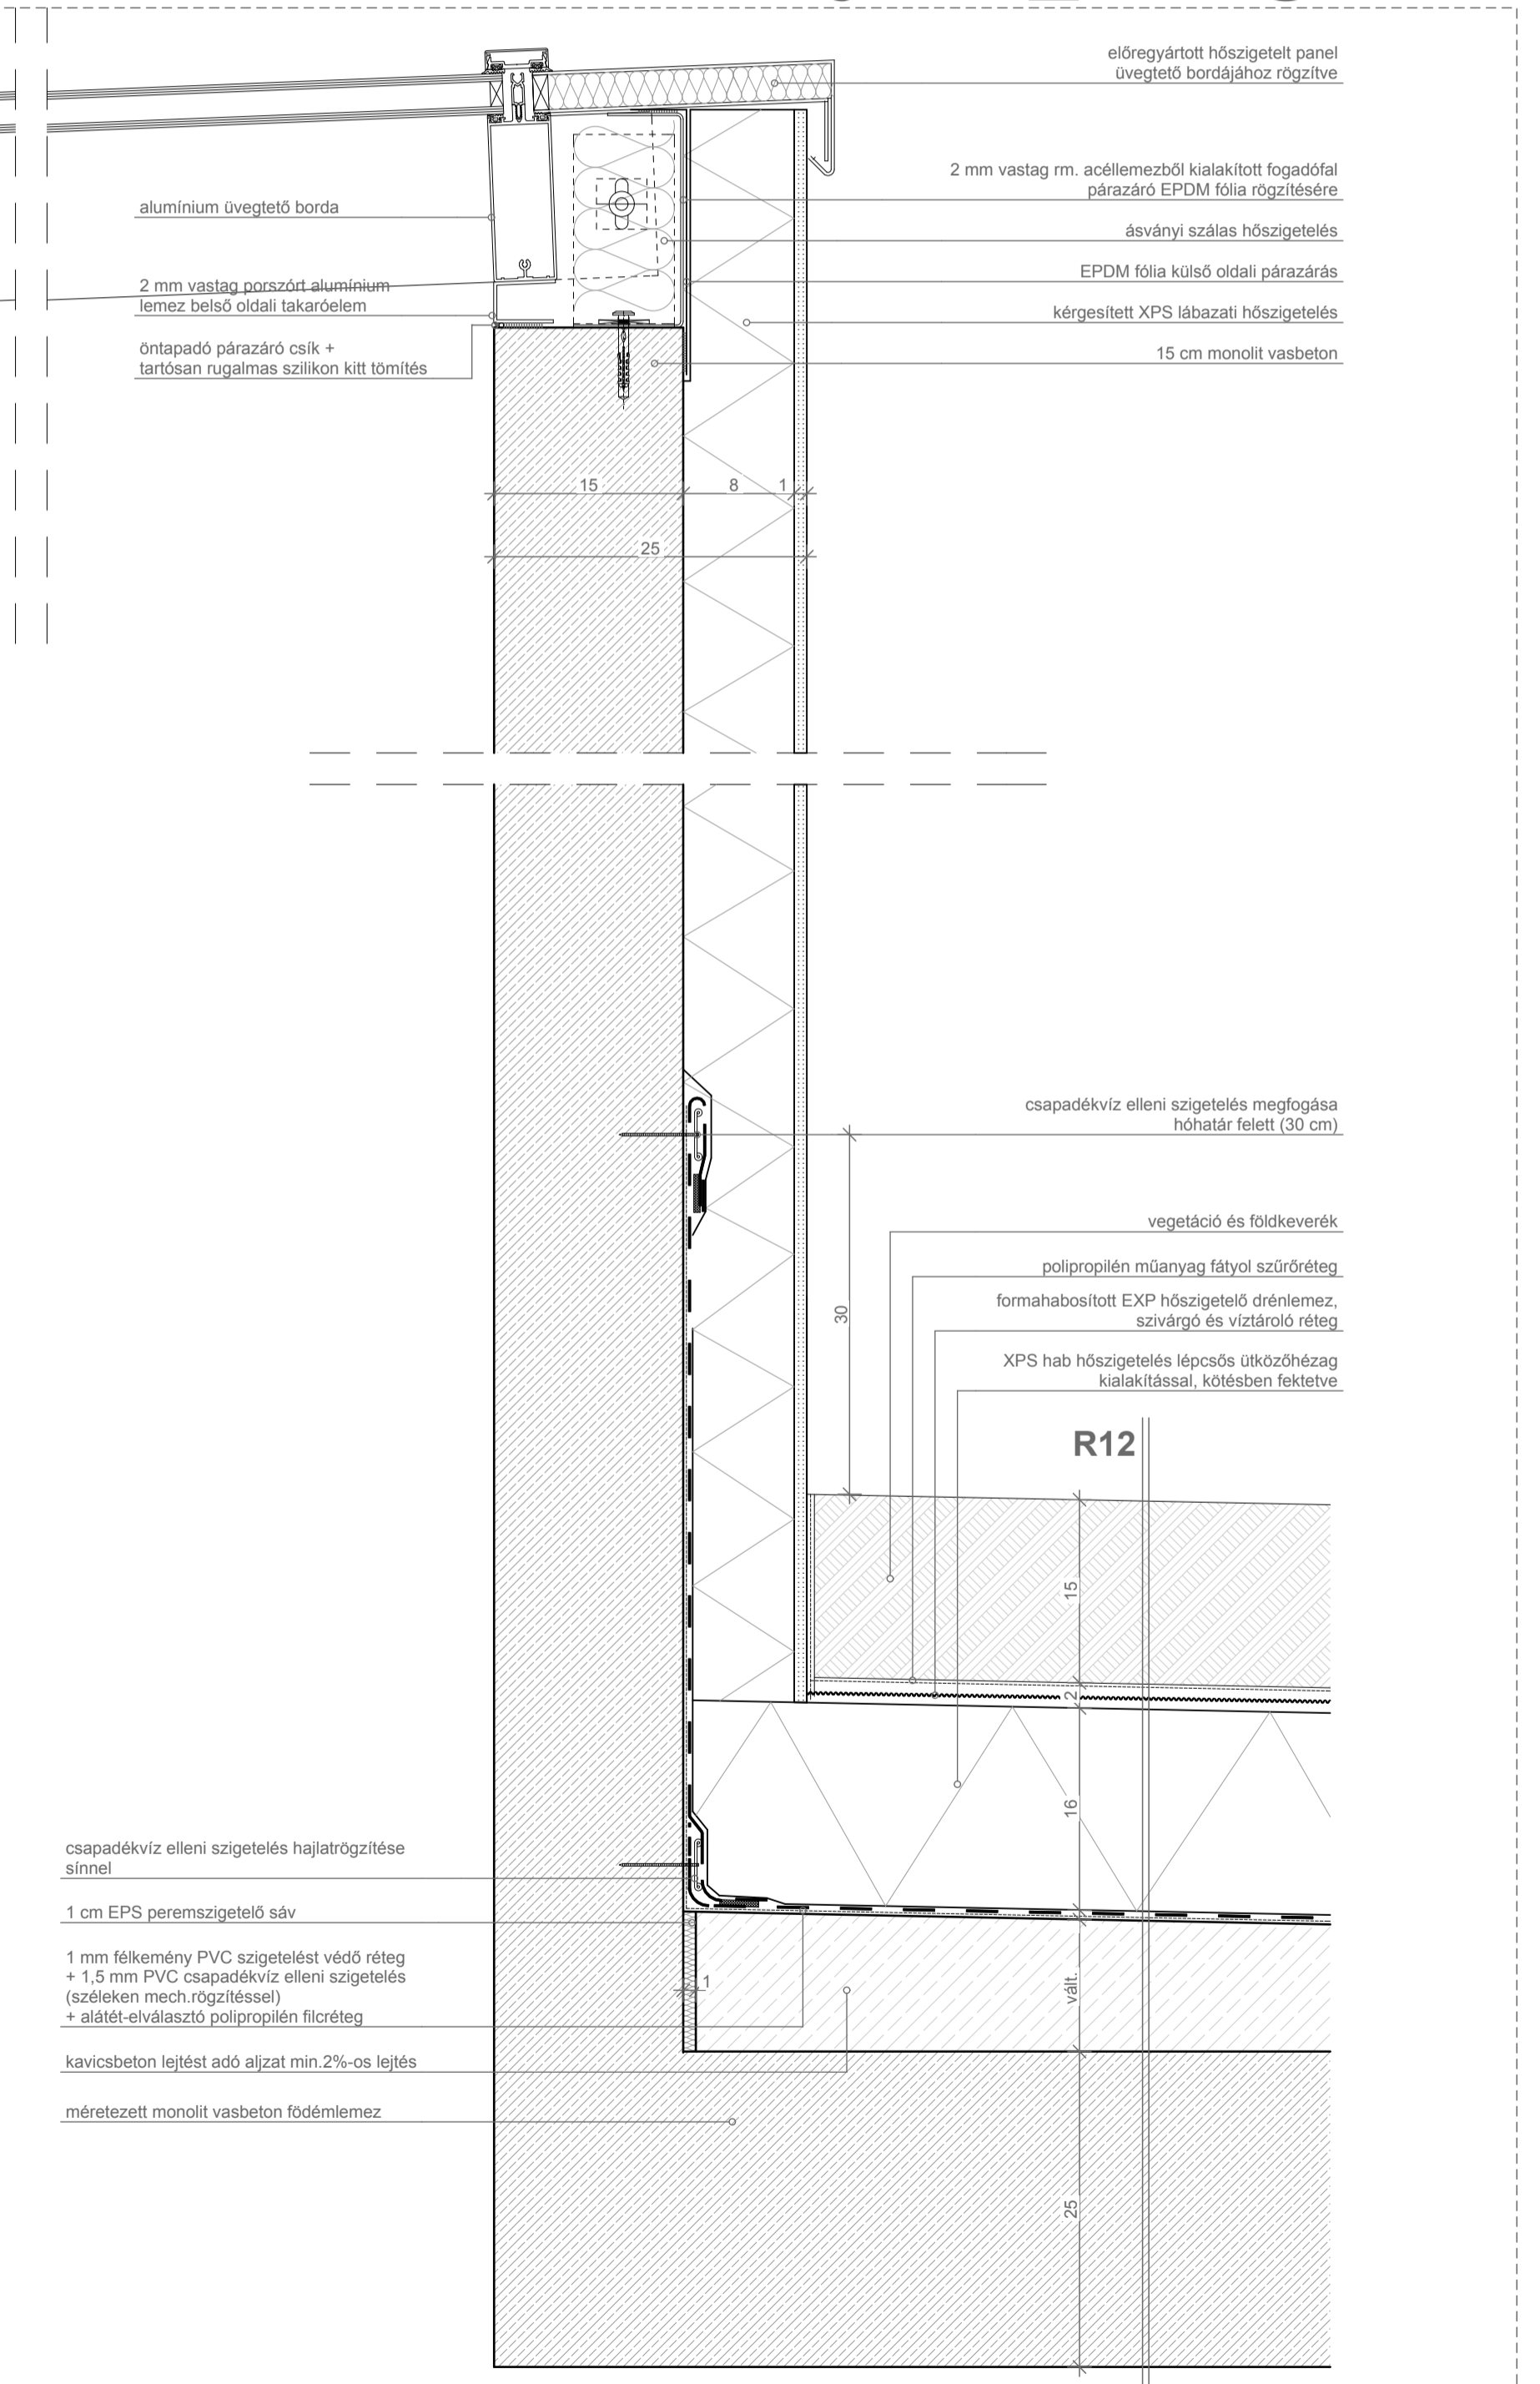 előregyártott hőszigetelt panel
üvegtető bordájához rögzítve
2 mm vastag rm. acéllemezből kialakított fogadófal
párazáró EPDM fólia rögzítésére
alumínium üvegtető borda
ásványi szálas hőszigetelés
EPDM fólia külső oldali párazárás
2 mm vastag porszórt alumínium
lemez belső oldali takaróelem
kérgesített XPS lábazati hőszigetelés
öntapadó párazáró csík +
tartósan rugalmas szilikon kitt tömítés
15 cm monolit vasbeton
15
8
1
25
csapadékvíz elleni szigetelés megfogása
hóhatár felett (30 cm)
vegetáció és földkeverék
polipropilén műanyag fátyol szűrőréteg
formahabosított EXP hőszigetelő drénlemez,
szivárgó és víztároló réteg
30
XPS hab hőszigetelés lépcsős ütközőhézag
kialakítással, kötésben fektetve
R12
15
2
16
csapadékvíz elleni szigetelés hajlatrögzítése
sínnel
1 cm EPS peremszigetelő sáv
1 mm félkemény PVC szigetelést védő réteg
+ 1,5 mm PVC csapadékvíz elleni szigetelés
(széleken mech.rögzítéssel)
+ alátét-elválasztó polipropilén filcréteg
1
vált.
kavicsbeton lejtést adó aljzat min.2%-os lejtés
méretezett monolit vasbeton födémlemez
25